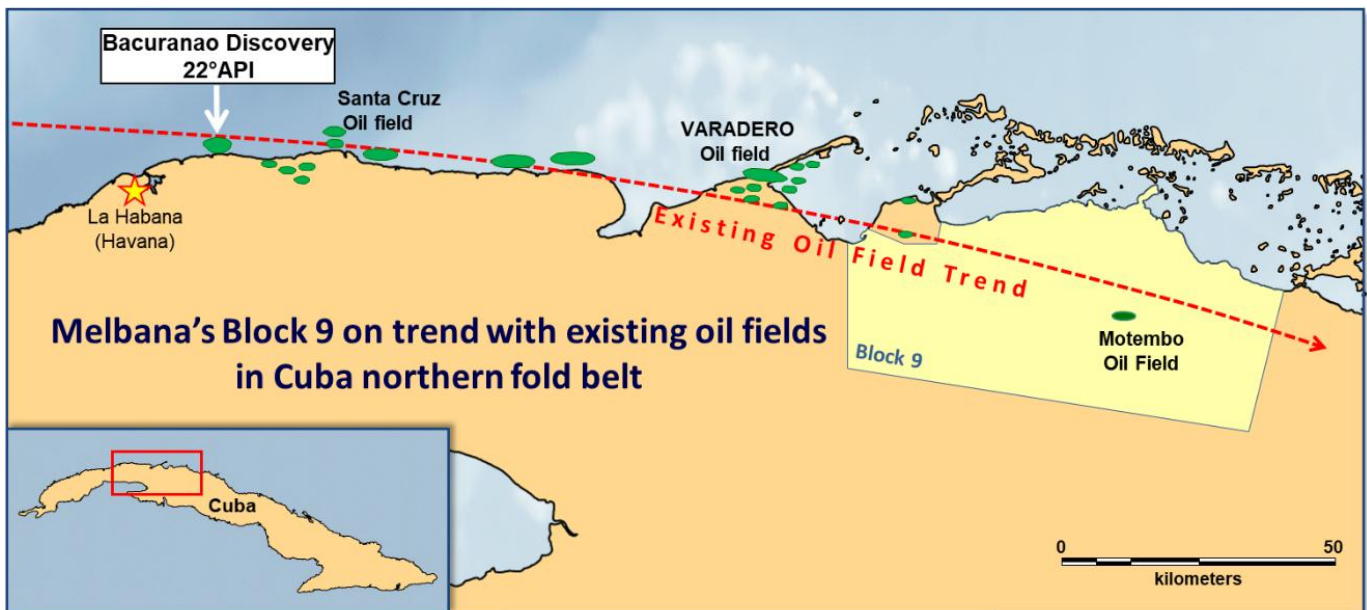 Bacuranao Discovery
22°API
Santa Cruz
Oil field
VARADERO
Oil field
La Habana
(Havana)
Existing Oil Field Trend
Melbana's Block 9 on trend with existing oil fields
in Cuba northern fold belt
Block 9
Motembo
Oil Field
Cuba
0 50
kilometers